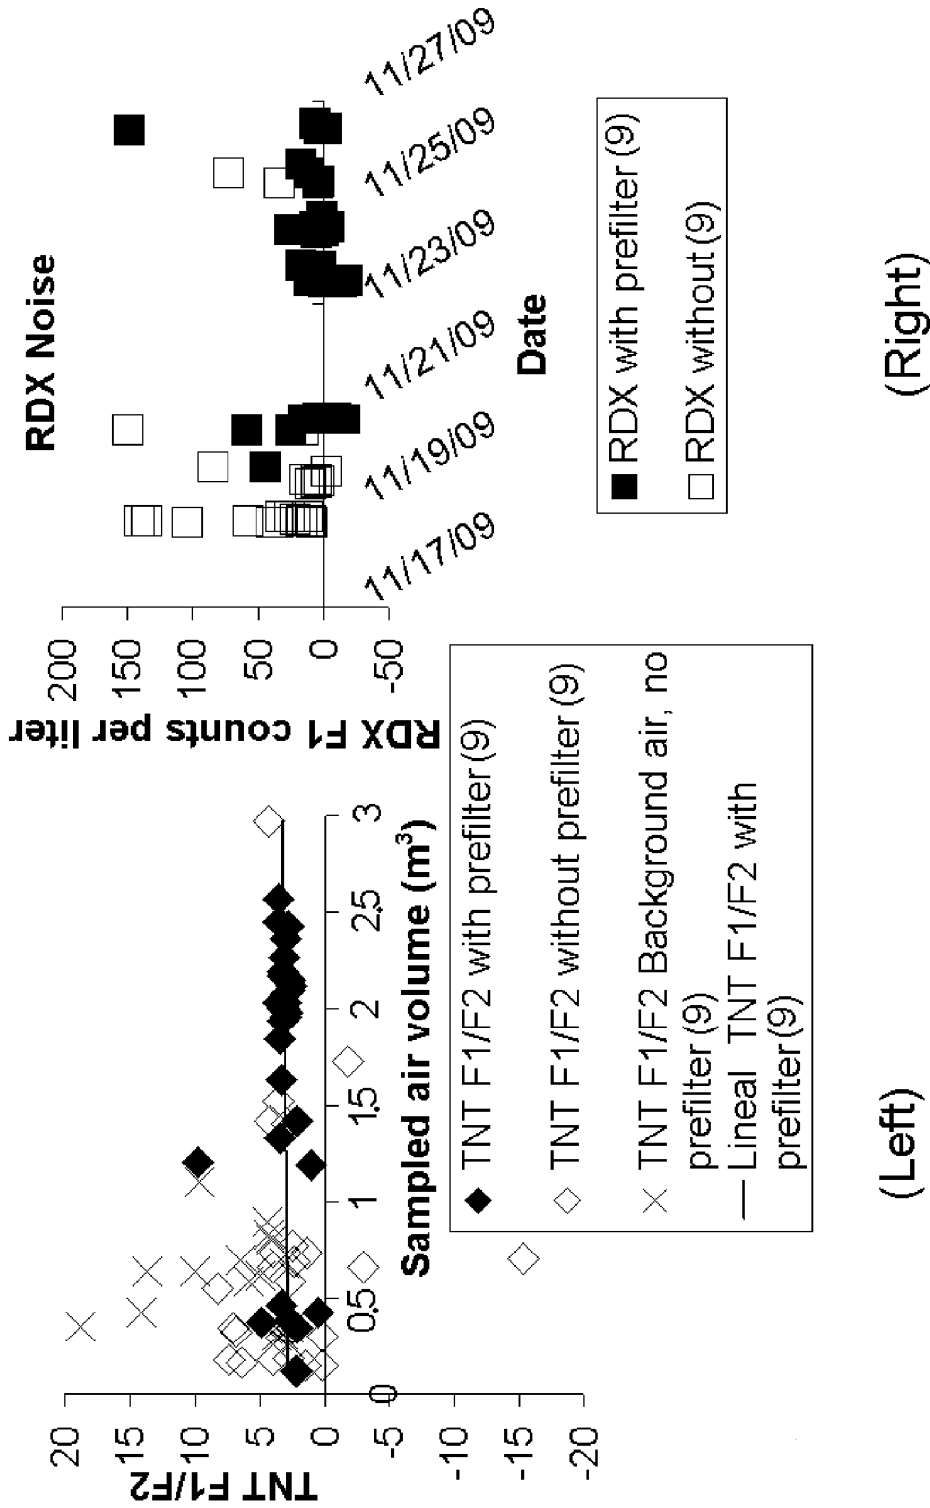 TNT F1/F2
20
15
10
5
0
-5
-10
-15
-20
0
0.5
1
1.5
2
2.5
3
Sampled air volume (m³)
TNT F1/F2 with prefilter (9)
TNT F1/F2 without prefilter (9)
TNT F1/F2 Background air, no
prefilter (9)
Lineal TNT F1/F2 with
prefilter (9)
(Left)
RDX Noise
RDX F1 counts per liter
200
150
100
50
0
-50
11/17/09
11/19/09
11/21/09
11/23/09
11/25/09
11/27/09
Date
RDX with prefilter (9)
RDX without (9)
(Right)